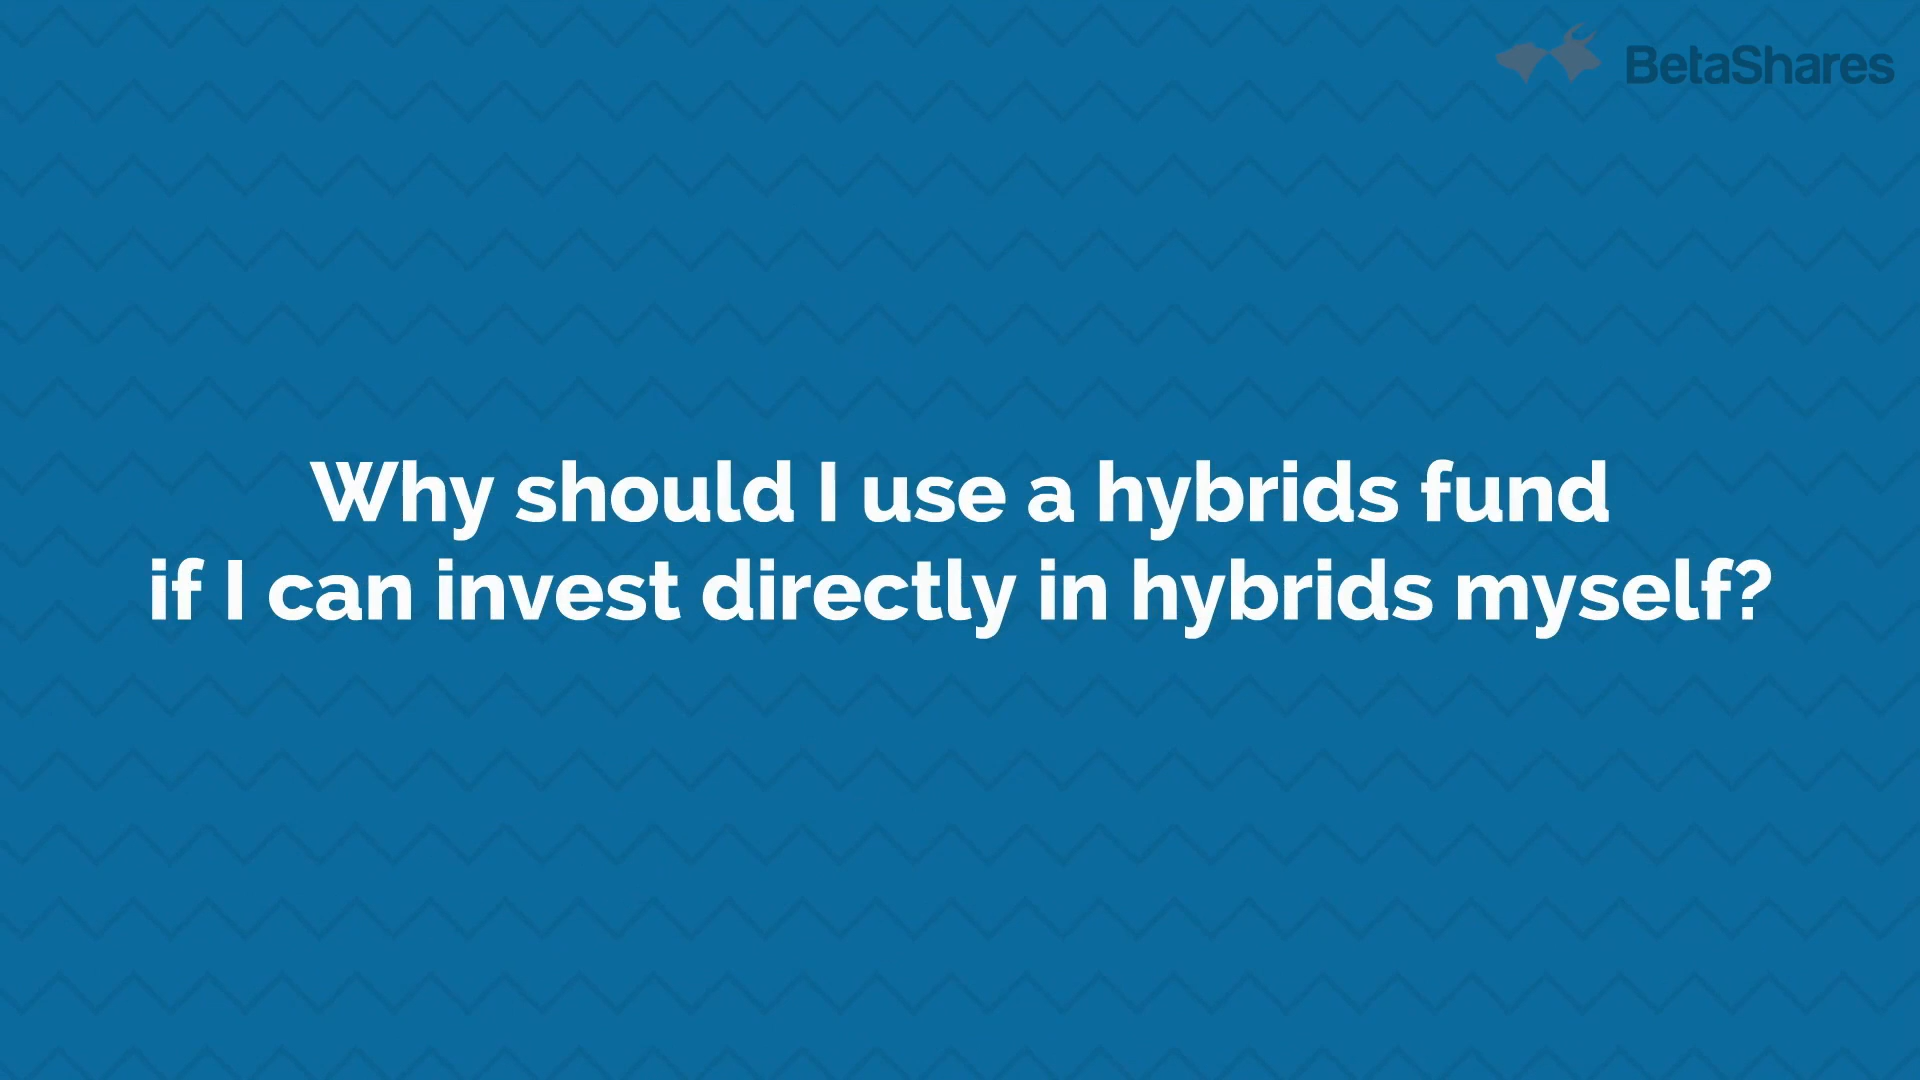 BetaShares
Why should I use a hybrids fund
if I can invest directly in hybrids myself?